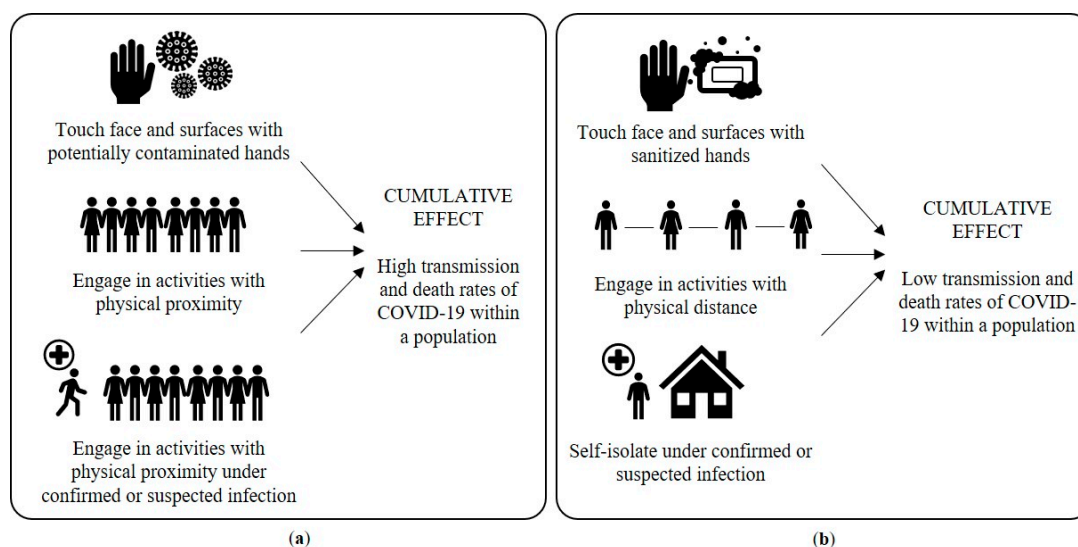 Touch face and surfaces with
potentially contaminated hands
Engage in activities with
physical proximity
Engage in activities with
physical proximity under
confirmed or suspected infection
CUMULATIVE
EFFECT
High transmission
and death rates of
COVID-19 within
a population
(a)
Touch face and surfaces with
sanitized hands
Engage in activities with
physical distance
Self-isolate under confirmed or
suspected infection
CUMULATIVE
EFFECT
Low transmission and
death rates of COVID-
19 within a population
(b)